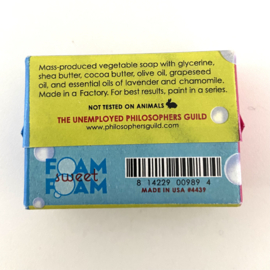 Mass-produced vegetable soap with glycerine,
shea butter, cocoa butter, olive oil, grapeseed
oil, and essential oils of lavender and chamomile.
Made in a Factory. For best results, paint in a series.
NOT TESTED ON ANIMALS
THE UNEMPLOYED PHILOSOPHERS GUILD
www.philosophersguild.com
FOAM
sweet
FOAM
8 14229 00989 4
MADE IN USA #4439